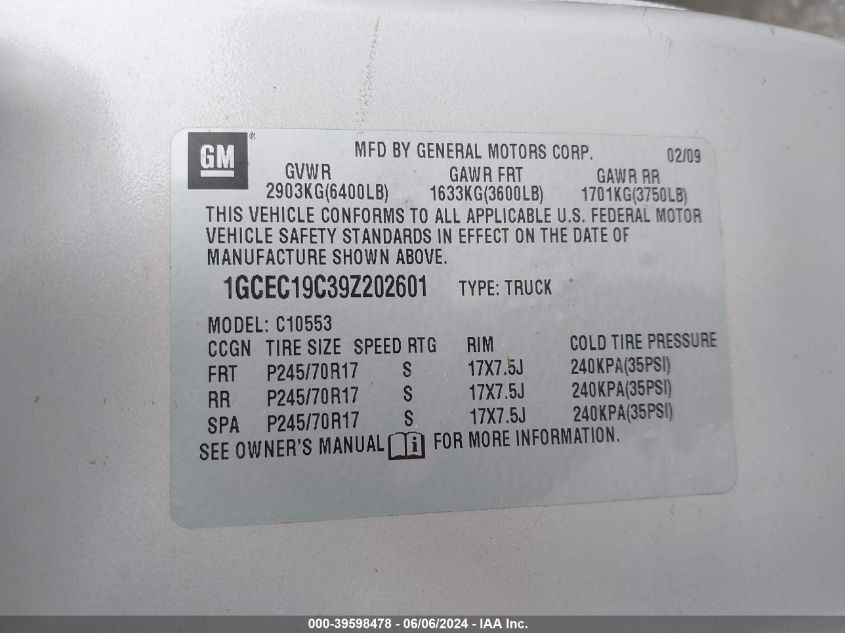 GM ® MFD BY GENERAL MOTORS CORP. 02/09
GVWR GAWR FRT GAWR RR
2903KG(6400LB) 1633KG(3600LB) 1701KG(3750LB)
THIS VEHICLE CONFORMS TO ALL APPLICABLE U.S. FEDERAL MOTOR
VEHICLE SAFETY STANDARDS IN EFFECT ON THE DATE OF
MANUFACTURE SHOWN ABOVE.
1GCEC19C39Z202601 TYPE: TRUCK
MODEL: C10553
CCGN TIRE SIZE SPEED RTG RIM COLD TIRE PRESSURE
FRT P245/70R17 S 17X7.5J 240KPA(35PSI)
RR P245/70R17 S 17X7.5J 240KPA(35PSI)
SPA P245/70R17 S 17X7.5J 240KPA(35PSI)
SEE OWNER'S MANUAL i FOR MORE INFORMATION.
000-39598478 - 06/06/2024 - IAA Inc.